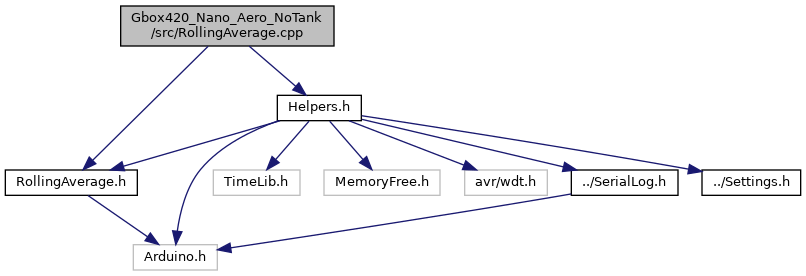 Gbox420_Nano_Aero_NoTank
/src/RollingAverage.cpp
Helpers.h
RollingAverage.h
TimeLib.h
MemoryFree.h
avr/wdt.h
../SerialLog.h
../Settings.h
Arduino.h